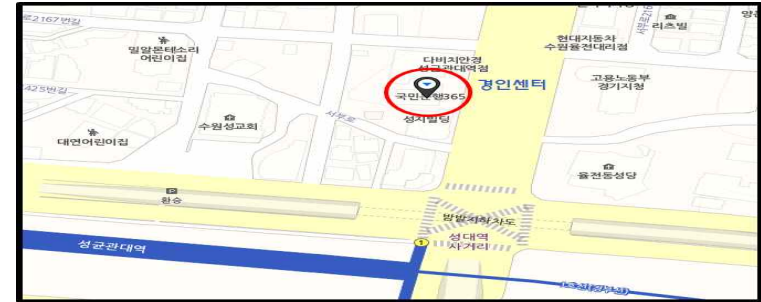 로2167번길
밀알몬테소리
어린이집
425번길
대연어린이집
수원성교회
서부로
다비치안경
성균관대역점
국민은행365
성지빌딩
경인센터
현대자동차
수원율전대리점
리츠빌
고용노동부
경기지청
율전동성당
환승
밤밭지하차도
성대역
사거리
1
성균관대역